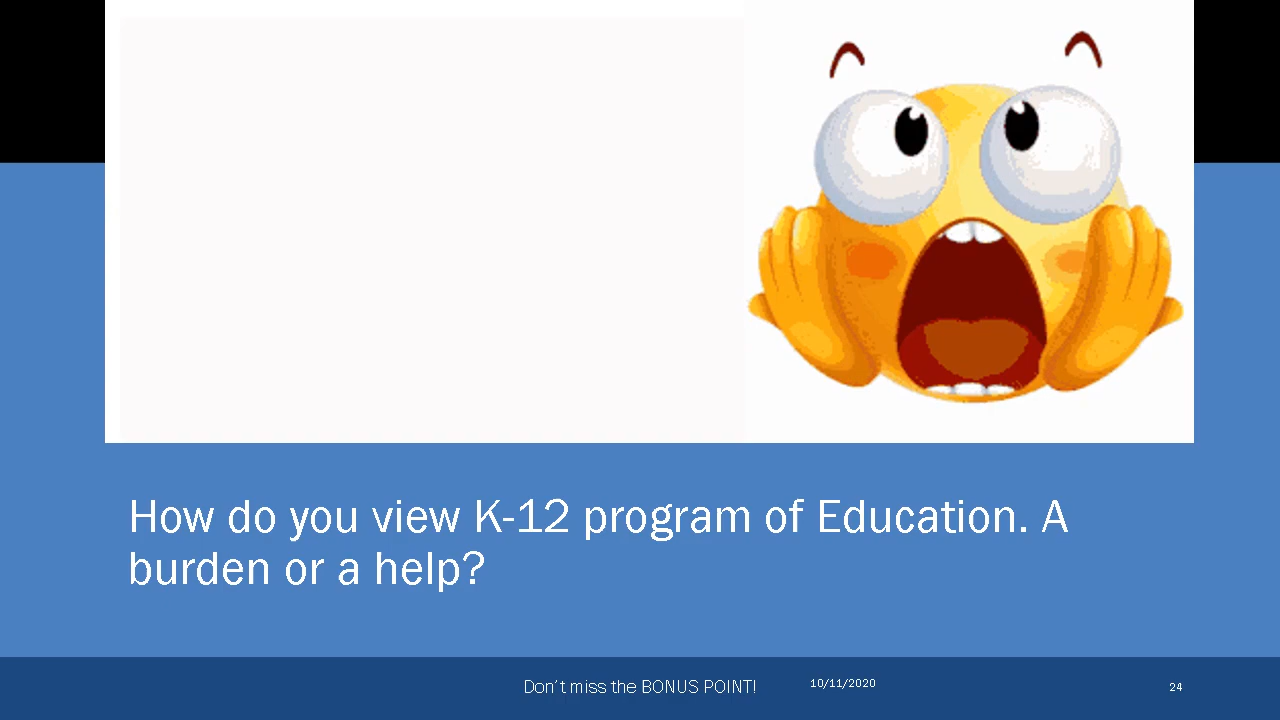 How do you view K-12 program of Education. A
burden or a help?
Don't miss the BONUS POINT!
10/11/2020
24